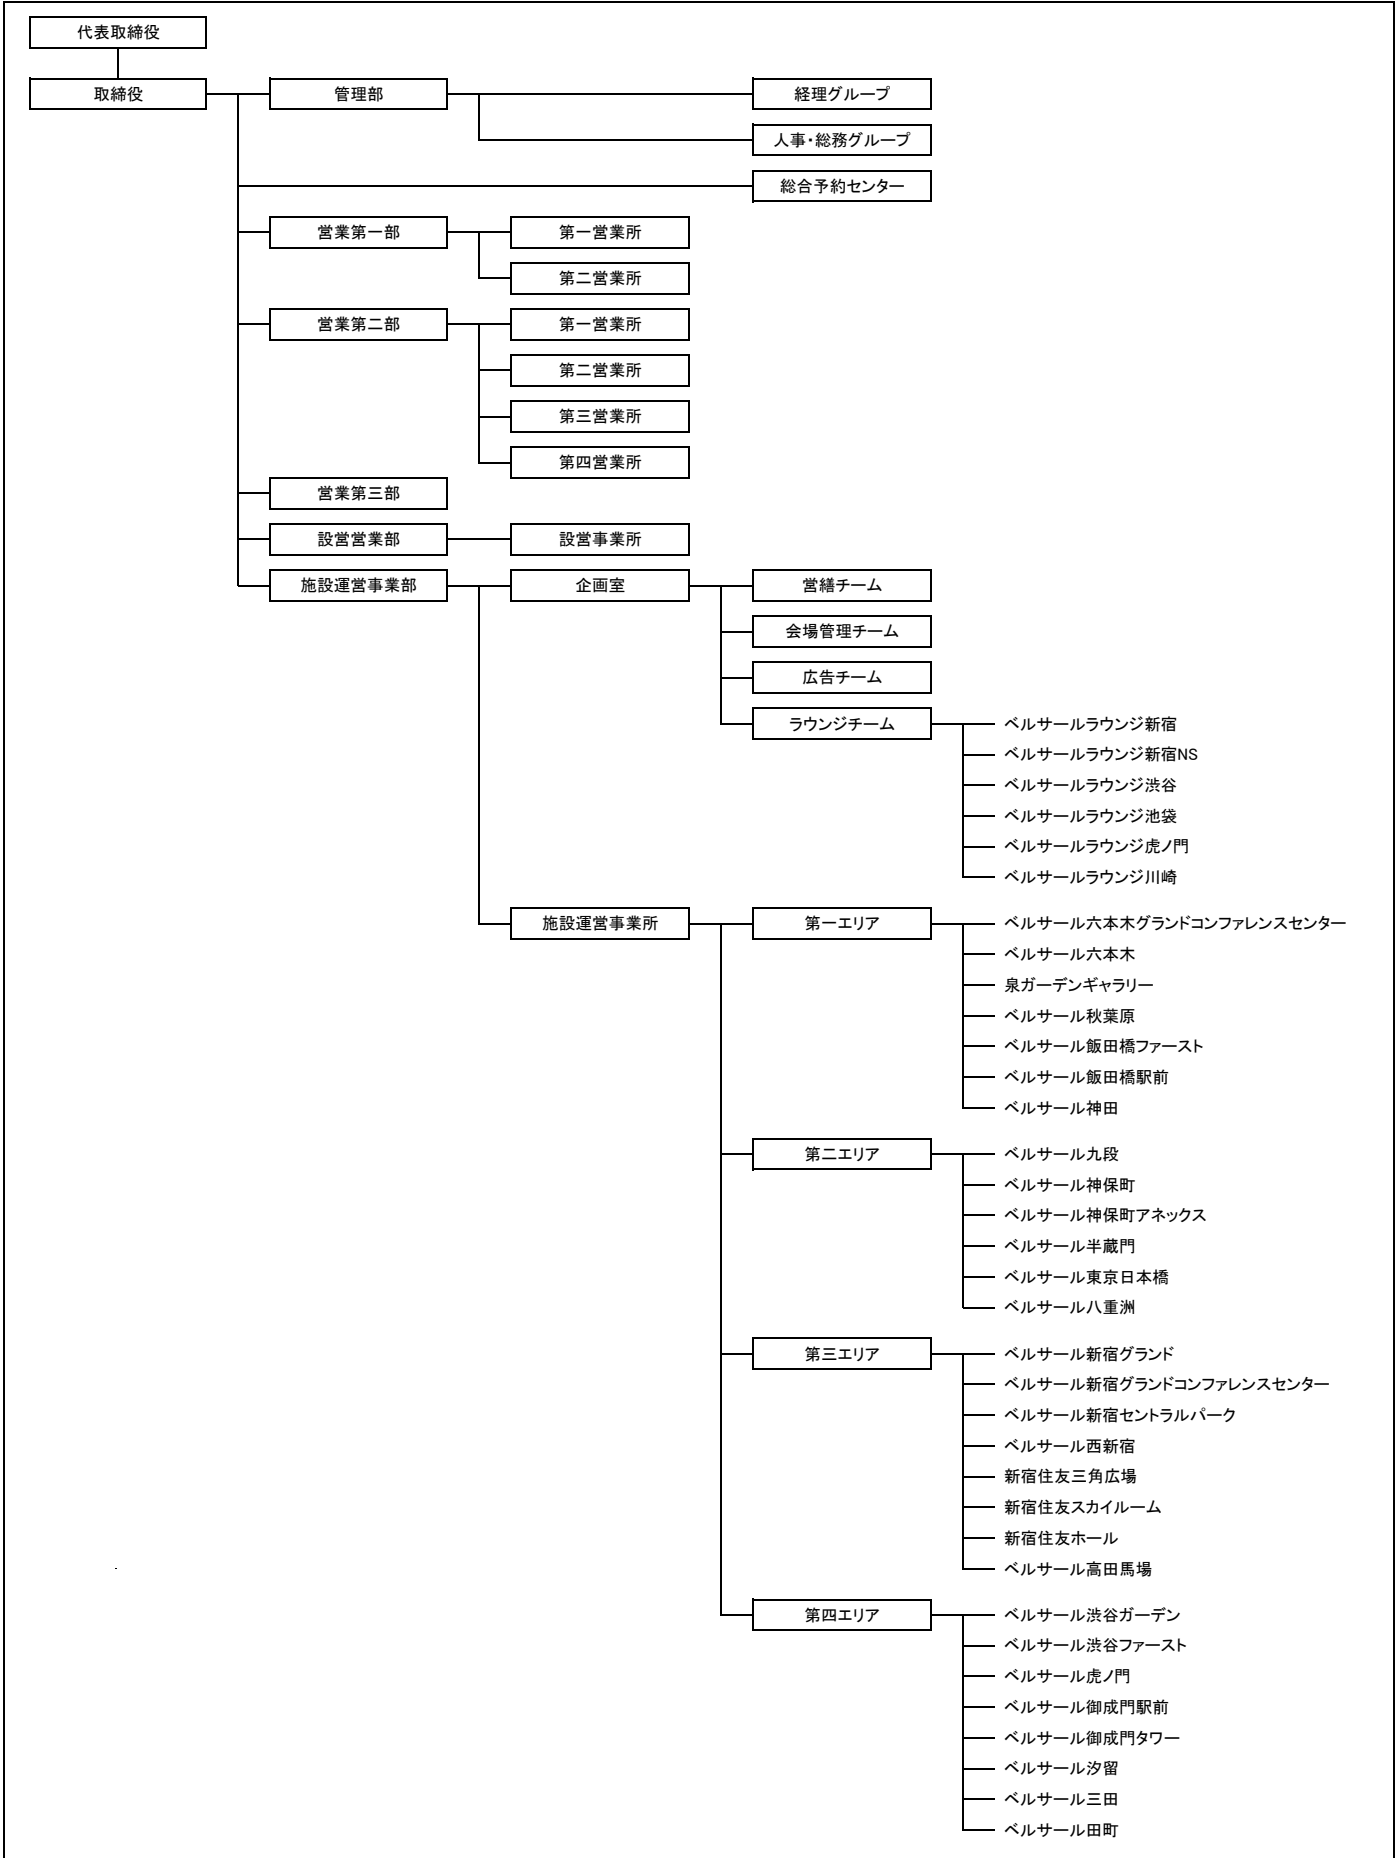 代表取締役
取締役
管理部
経理グループ
人事・総務グループ
総合予約センター
営業第一部
第一営業所
第二営業所
営業第二部
第一営業所
第二営業所
第三営業所
第四営業所
営業第三部
設営営業部
設営事業所
施設運営事業部
企画室
営繕チーム
会場管理チーム
広告チーム
ラウンジチーム
ベルサールラウンジ新宿
ベルサールラウンジ新宿NS
ベルサールラウンジ渋谷
ベルサールラウンジ池袋
ベルサールラウンジ虎ノ門
ベルサールラウンジ川崎
施設運営事業所
第一エリア
ベルサール六本木グランドコンファレンスセンター
ベルサール六本木
泉ガーデンギャラリー
ベルサール秋葉原
ベルサール飯田橋ファースト
ベルサール飯田橋駅前
ベルサール神田
第二エリア
ベルサール九段
ベルサール神保町
ベルサール神保町アネックス
ベルサール半蔵門
ベルサール東京日本橋
ベルサール八重洲
第三エリア
ベルサール新宿グランド
ベルサール新宿グランドコンファレンスセンター
ベルサール新宿セントラルパーク
ベルサール西新宿
新宿住友三角広場
新宿住友スカイルーム
新宿住友ホール
ベルサール高田馬場
第四エリア
ベルサール渋谷ガーデン
ベルサール渋谷ファースト
ベルサール虎ノ門
ベルサール御成門駅前
ベルサール御成門タワー
ベルサール汐留
ベルサール三田
ベルサール田町